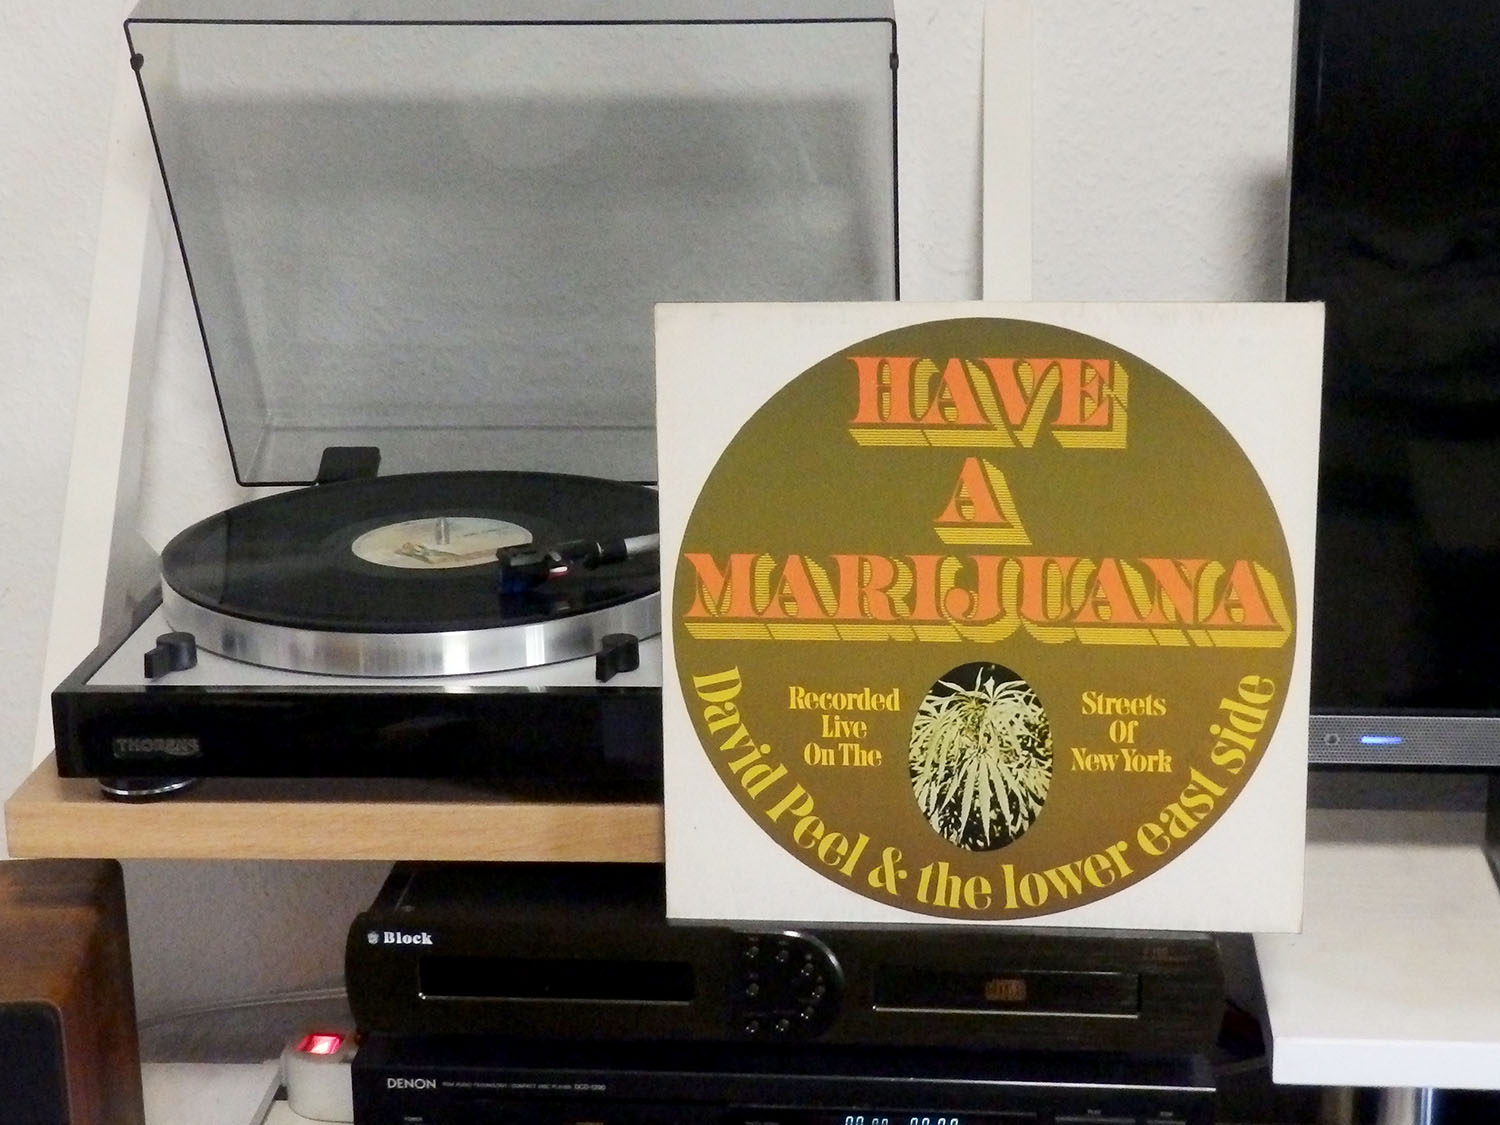 HAVE
A
MARIJUANA
Recorded
Live
On The
Streets
Of
New York
David Peel & the lower east side
THORENS
Block
DENON